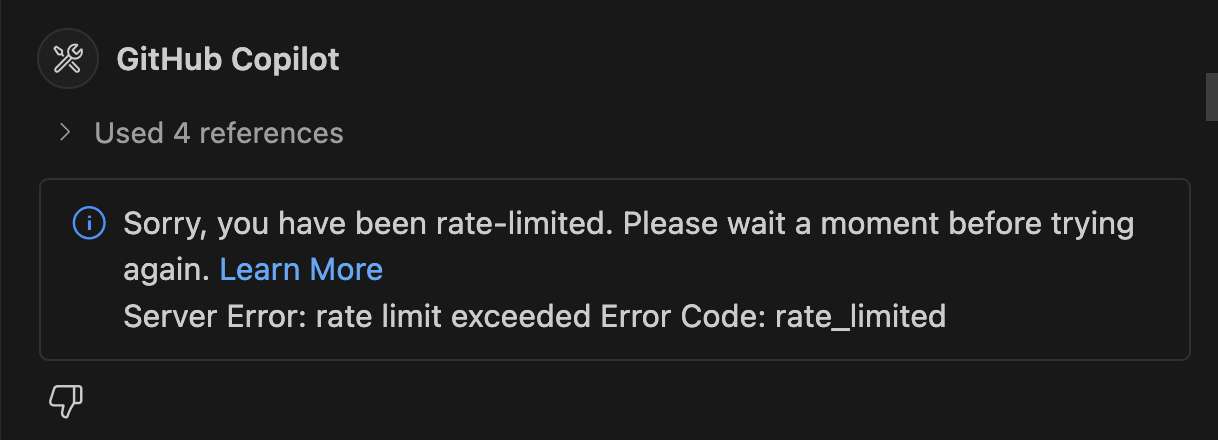 GitHub Copilot
Used 4 references
Sorry, you have been rate-limited. Please wait a moment before trying
again. Learn More
Server Error: rate limit exceeded Error Code: rate_limited